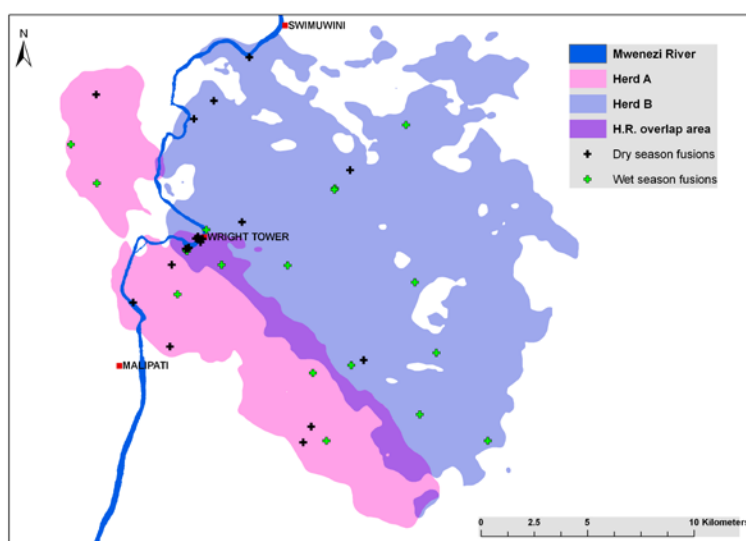 SWIMUWINI
N
Mwenezi River
Herd A
Herd B
H.R. overlap area
Dry season fusions
Wet season fusions
WRIGHT TOWER
MALIPATI
0 2.5 5 10 Kilometers